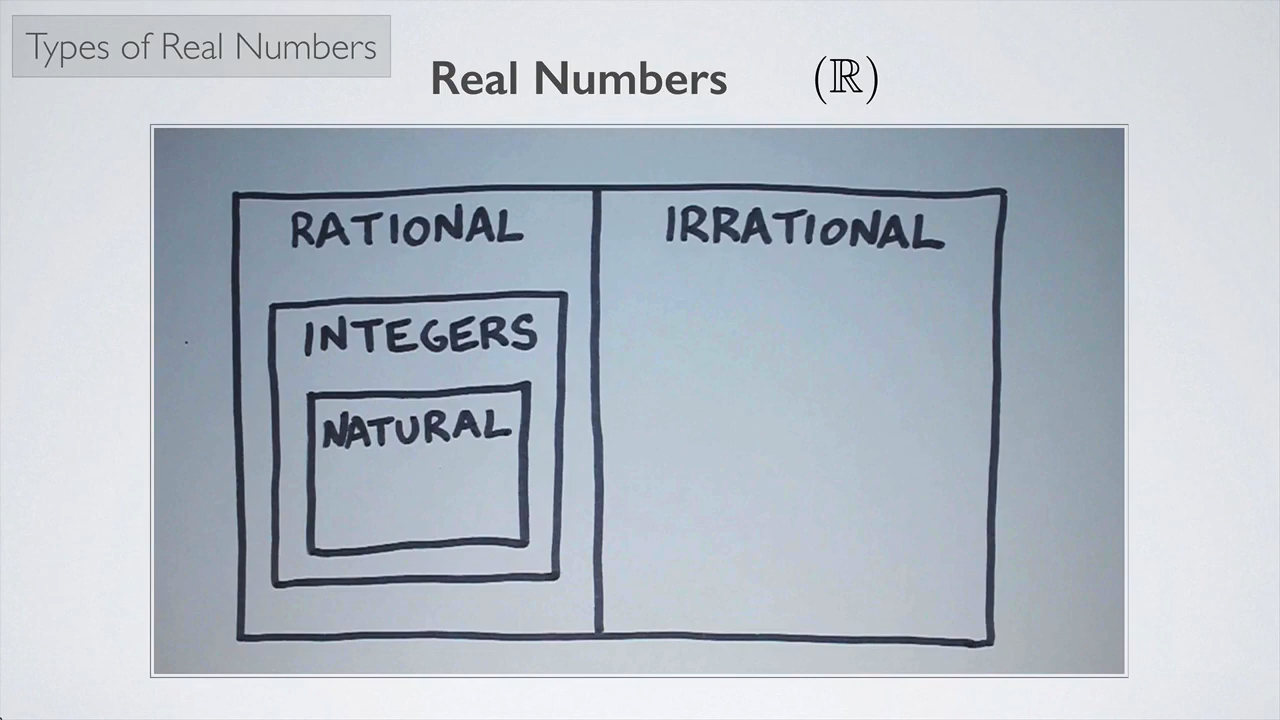 Types of Real Numbers
Real Numbers (ℝ)
RATIONAL
IRRATIONAL
INTEGERS
NATURAL